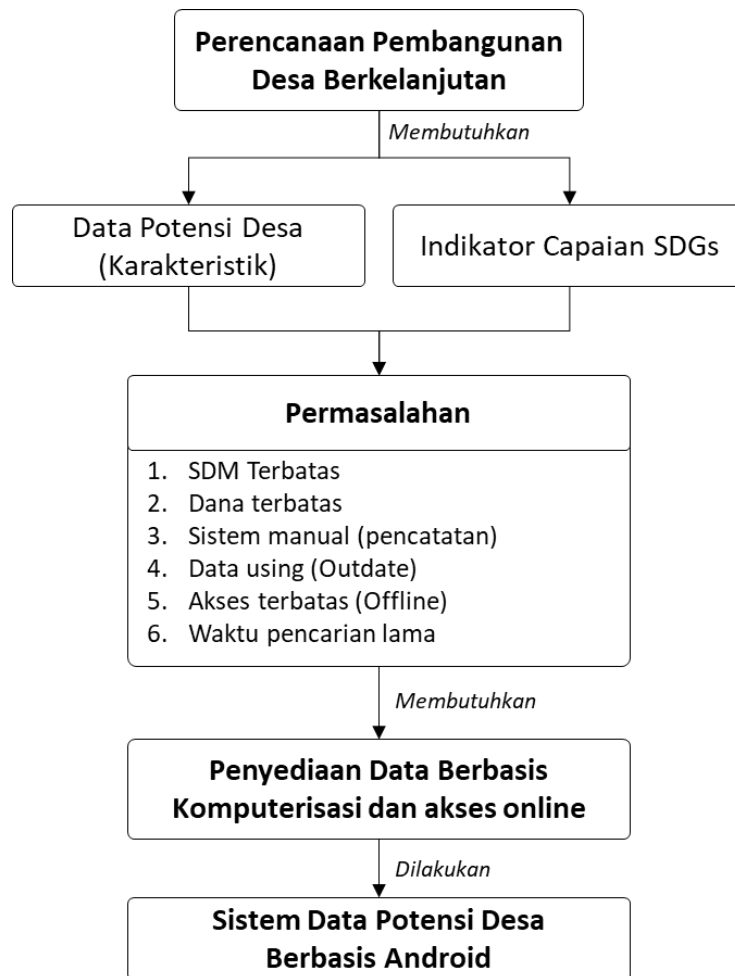 Perencanaan Pembangunan
Desa Berkelanjutan
Membutuhkan
Data Potensi Desa
(Karakteristik)
Indikator Capaian SDGs
Permasalahan
1. SDM Terbatas
2. Dana terbatas
3. Sistem manual (pencatatan)
4. Data using (Outdate)
5. Akses terbatas (Offline)
6. Waktu pencarian lama
Membutuhkan
Penyediaan Data Berbasis
Komputerisasi dan akses online
Dilakukan
Sistem Data Potensi Desa
Berbasis Android